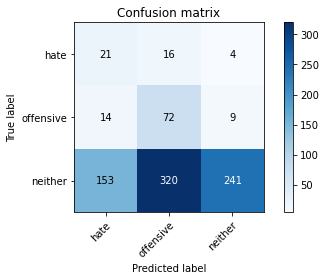 Confusion matrix
True label
hate 21 16 4
offensive 14 72 9
neither 153 320 241
hate offensive neither
Predicted label
300
250
200
150
100
50